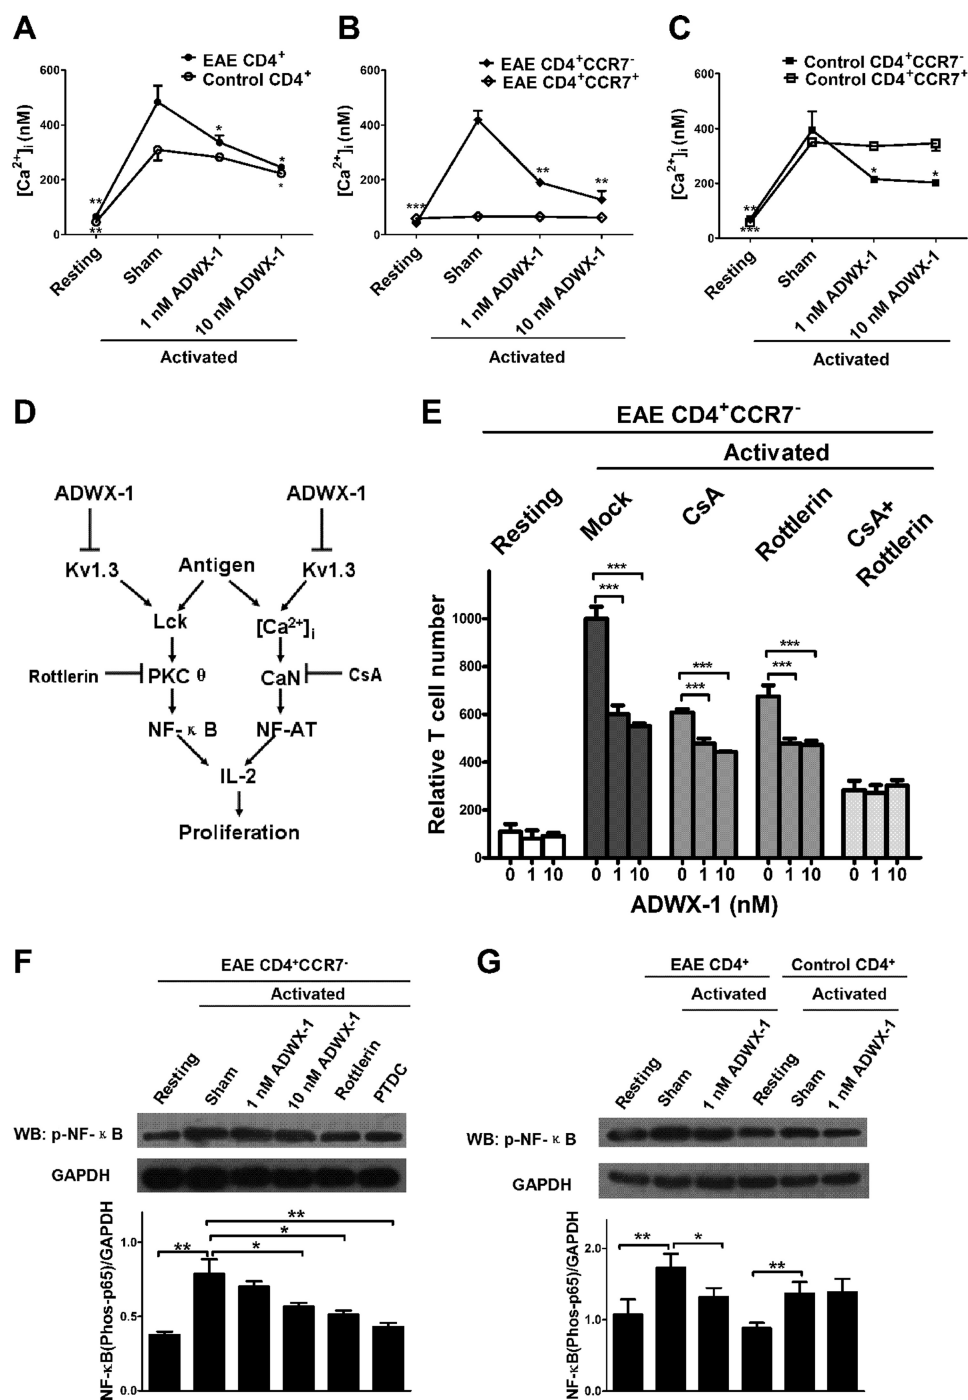 A
EAE CD4⁺
Control CD4⁺
[Ca²⁺]ᵢ (nM)
600
400
200
0
*
*
*
**
**
Resting
Sham
1 nM ADWX-1
10 nM ADWX-1
Activated
B
EAE CD4⁺CCR7⁻
EAE CD4⁺CCR7⁺
[Ca²⁺]ᵢ (nM)
600
400
200
0
**
**
***
Resting
Sham
1 nM ADWX-1
10 nM ADWX-1
Activated
C
Control CD4⁺CCR7⁻
Control CD4⁺CCR7⁺
[Ca²⁺]ᵢ (nM)
600
400
200
0
*
*
**
***
Resting
Sham
1 nM ADWX-1
10 nM ADWX-1
Activated
D
ADWX-1 ADWX-1
Kv1.3 Antigen Kv1.3
Lck [Ca²⁺]ᵢ
Rottlerin PKC θ CaN CsA
NF-κ B NF-AT
IL-2
Proliferation
E
EAE CD4⁺CCR7⁻
Activated
Resting
Mock
CsA
Rottlerin
CsA+
Rottlerin
Relative T cell number
1000
800
600
400
200
0
***
***
***
***
***
***
0 1 10 0 1 10 0 1 10 0 1 10 0 1 10
ADWX-1 (nM)
F
EAE CD4⁺CCR7⁻
Activated
Resting
Sham
1 nM ADWX-1
10 nM ADWX-1
Rottlerin
PTDC
WB: p-NF-κ B
GAPDH
NF-κB(Phos-p65)/GAPDH
1.0
0.5
0.0
**
*
** *
G
EAE CD4+ Control CD4+
Activated Activated
Resting
Sham
1 nM ADWX-1
Resting
Sham
1 nM ADWX-1
WB: p-NF-κ B
GAPDH
NF-κB(Phos-p65)/GAPDH
2.0
1.0
0.0
** *
**